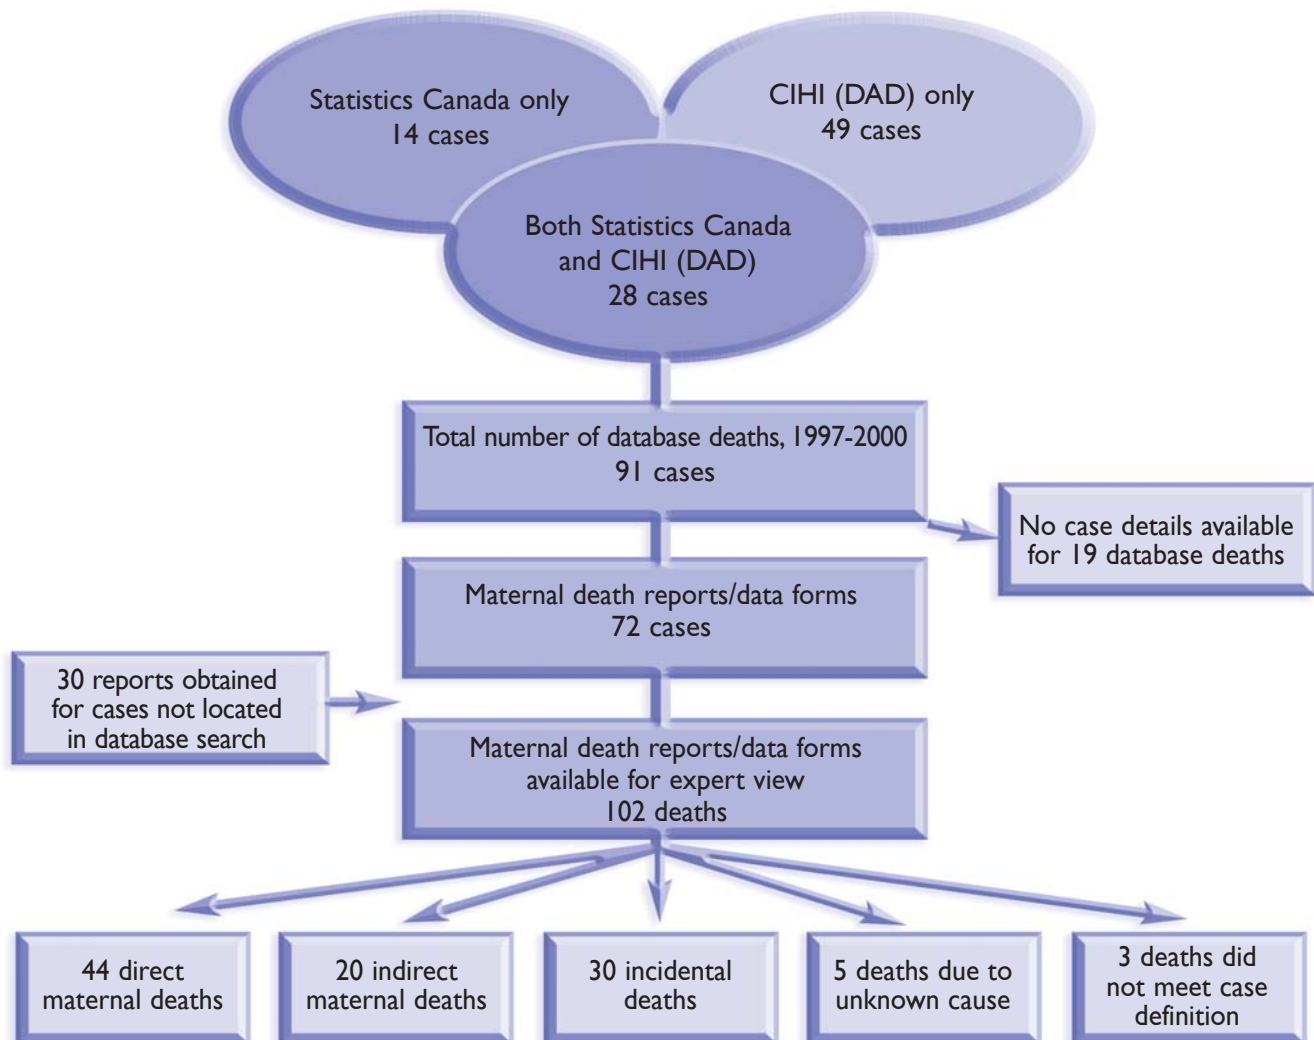 Statistics Canada only
14 cases
CIHI (DAD) only
49 cases
Both Statistics Canada
and CIHI (DAD)
28 cases
Total number of database deaths, 1997-2000
91 cases
No case details available
for 19 database deaths
Maternal death reports/data forms
72 cases
30 reports obtained
for cases not located
in database search
Maternal death reports/data forms
available for expert view
102 deaths
44 direct
maternal deaths
20 indirect
maternal deaths
30 incidental
deaths
5 deaths due to
unknown cause
3 deaths did
not meet case
definition